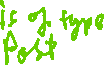 is of type
Post